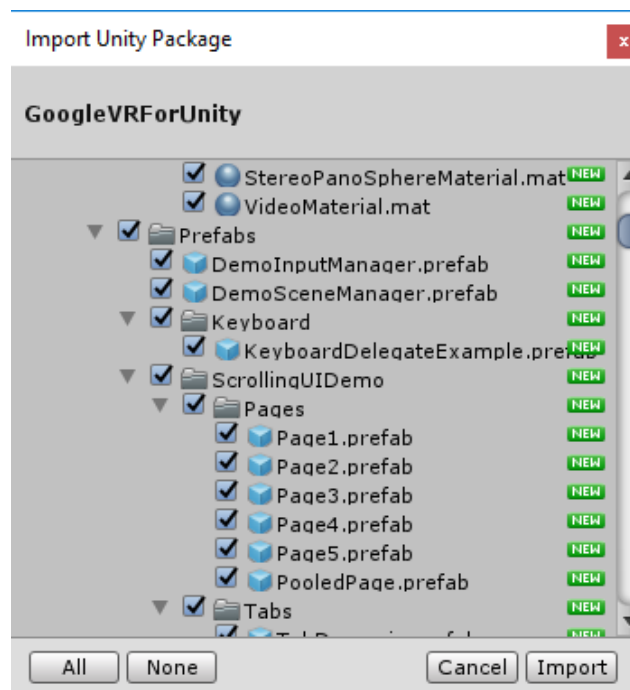 Import Unity Package
x
GoogleVRForUnity
StereoPanoSphereMaterial.mat NEW
VideoMaterial.mat NEW
Prefabs NEW
DemoInputManager.prefab NEW
DemoSceneManager.prefab NEW
Keyboard NEW
KeyboardDelegateExample.prefab NEW
ScrollingUIDemo NEW
Pages NEW
Page1.prefab NEW
Page2.prefab NEW
Page3.prefab NEW
Page4.prefab NEW
Page5.prefab NEW
PooledPage.prefab NEW
Tabs NEW
NEW
All None Cancel Import